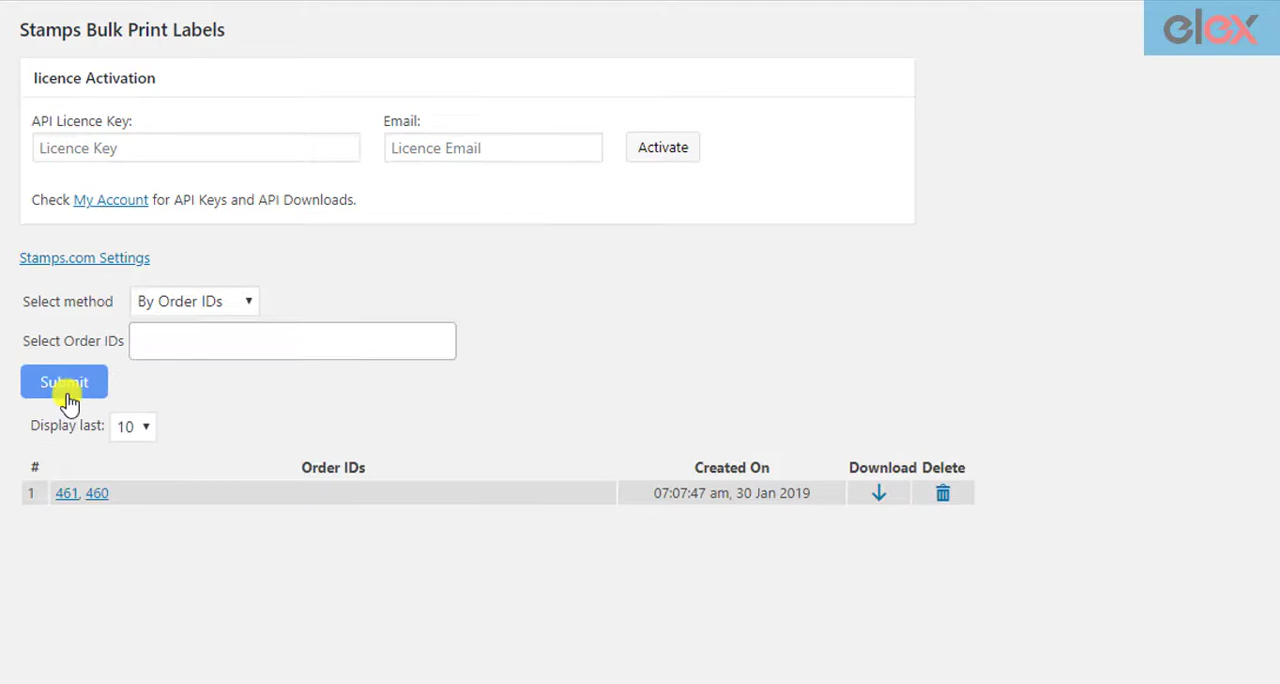 elex
Stamps Bulk Print Labels
licence Activation
API Licence Key: Email:
Licence Key Licence Email Activate
Check My Account for API Keys and API Downloads.
Stamps.com Settings
Select method By Order IDs
Select Order IDs
Submit
Display last: 10
# Order IDs Created On Download Delete
1 461, 460 07:07:47 am, 30 Jan 2019